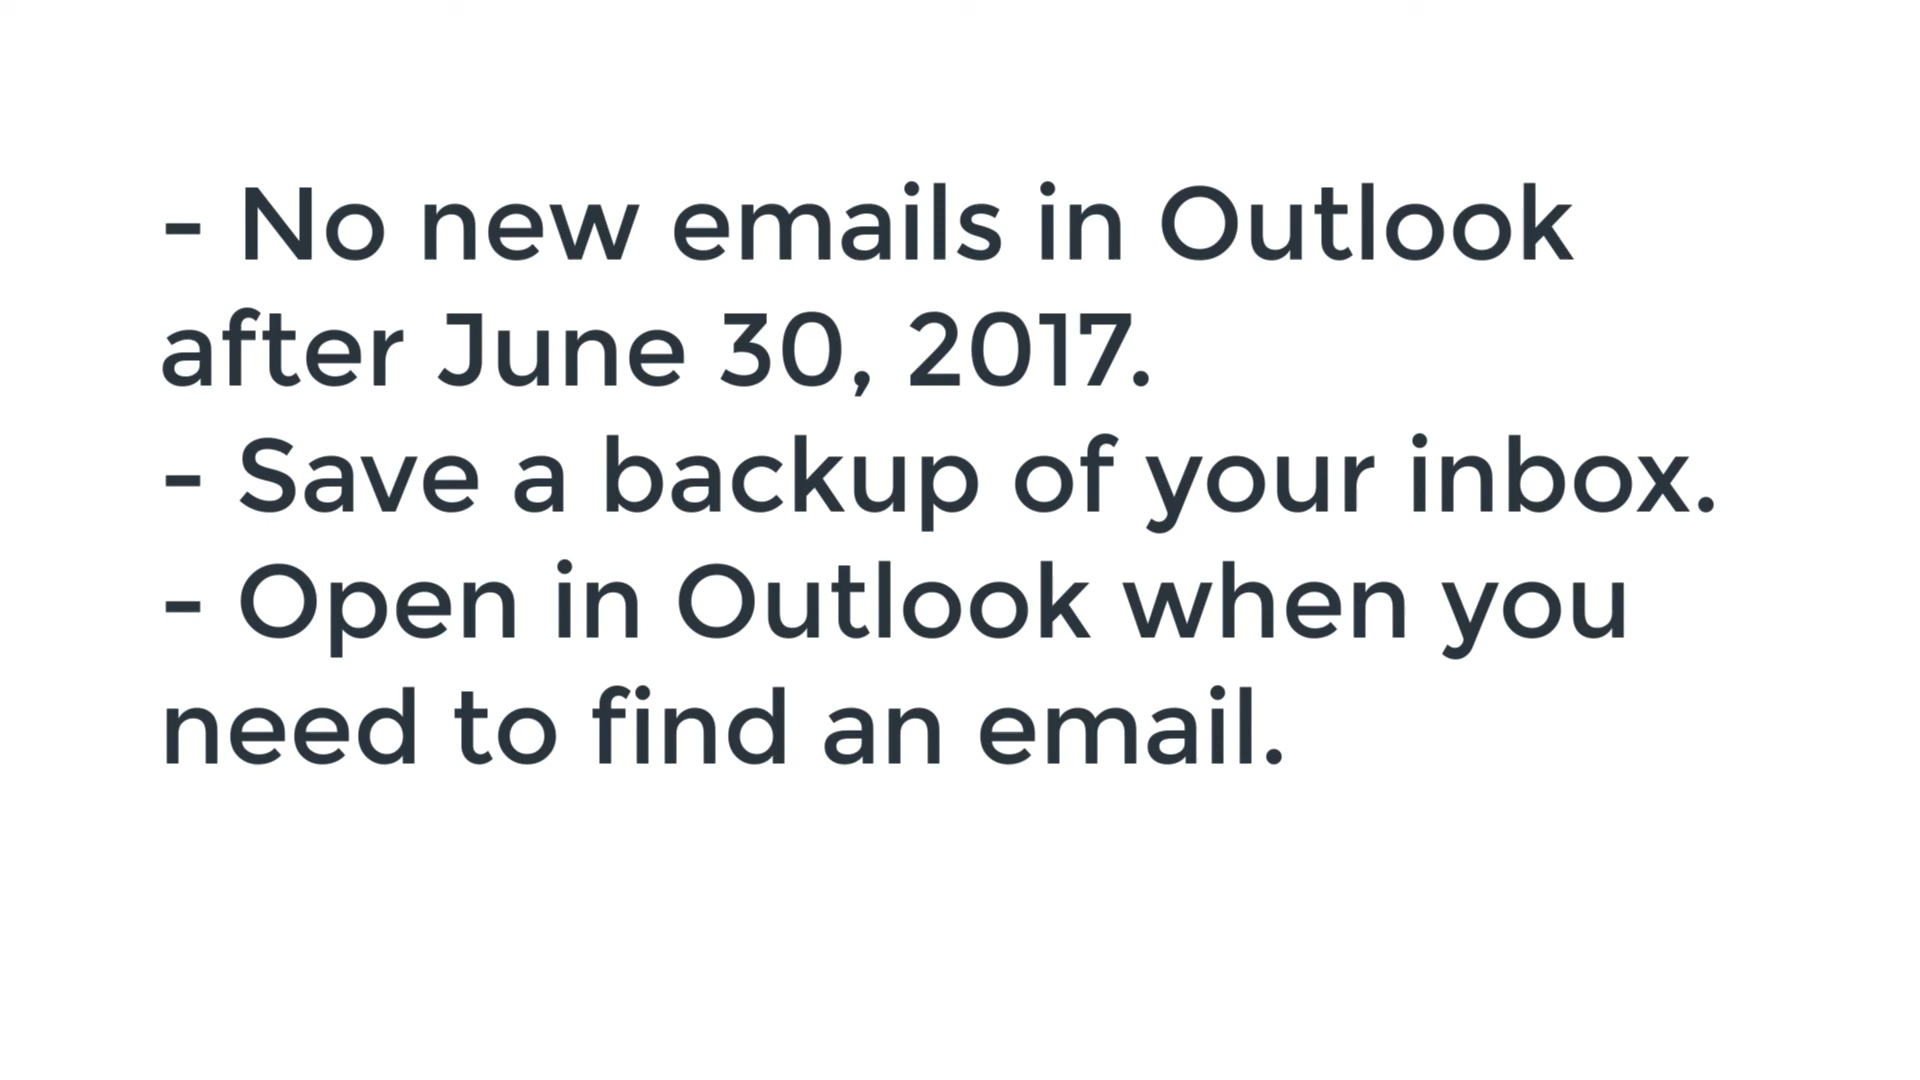 - No new emails in Outlook
after June 30, 2017.
- Save a backup of your inbox.
- Open in Outlook when you
need to find an email.